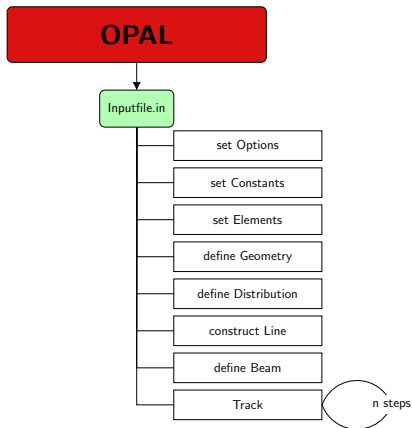 OPAL
Inputfile.in
set Options
set Constants
set Elements
define Geometry
define Distribution
construct Line
define Beam
Track
n steps